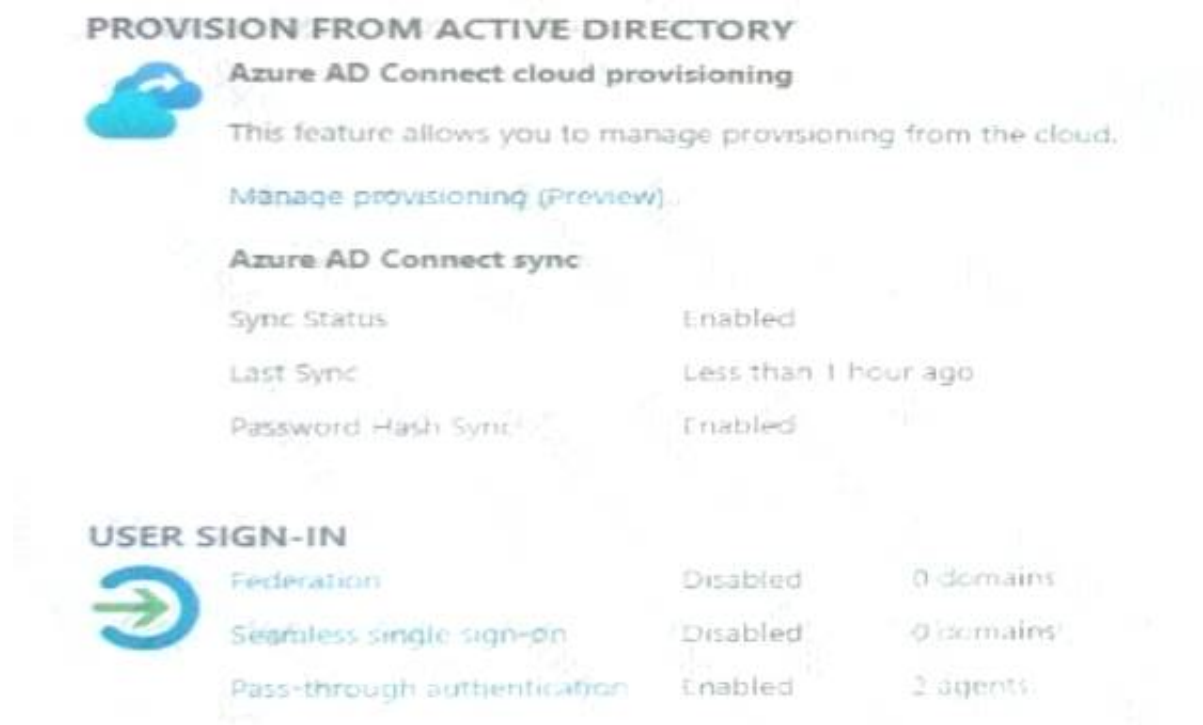 PROVISION FROM ACTIVE DIRECTORY
Azure AD Connect cloud provisioning
This feature allows you to manage provisioning from the cloud.
Manage provisioning (Preview)
Azure AD Connect sync
Sync Status Enabled
Last Sync Less than 1 hour ago
Password Hash Sync Enabled
USER SIGN-IN
Federation Disabled 0 domains
Seamless single sign-on Disabled 0 domains
Pass-through authentication Enabled 2 agents